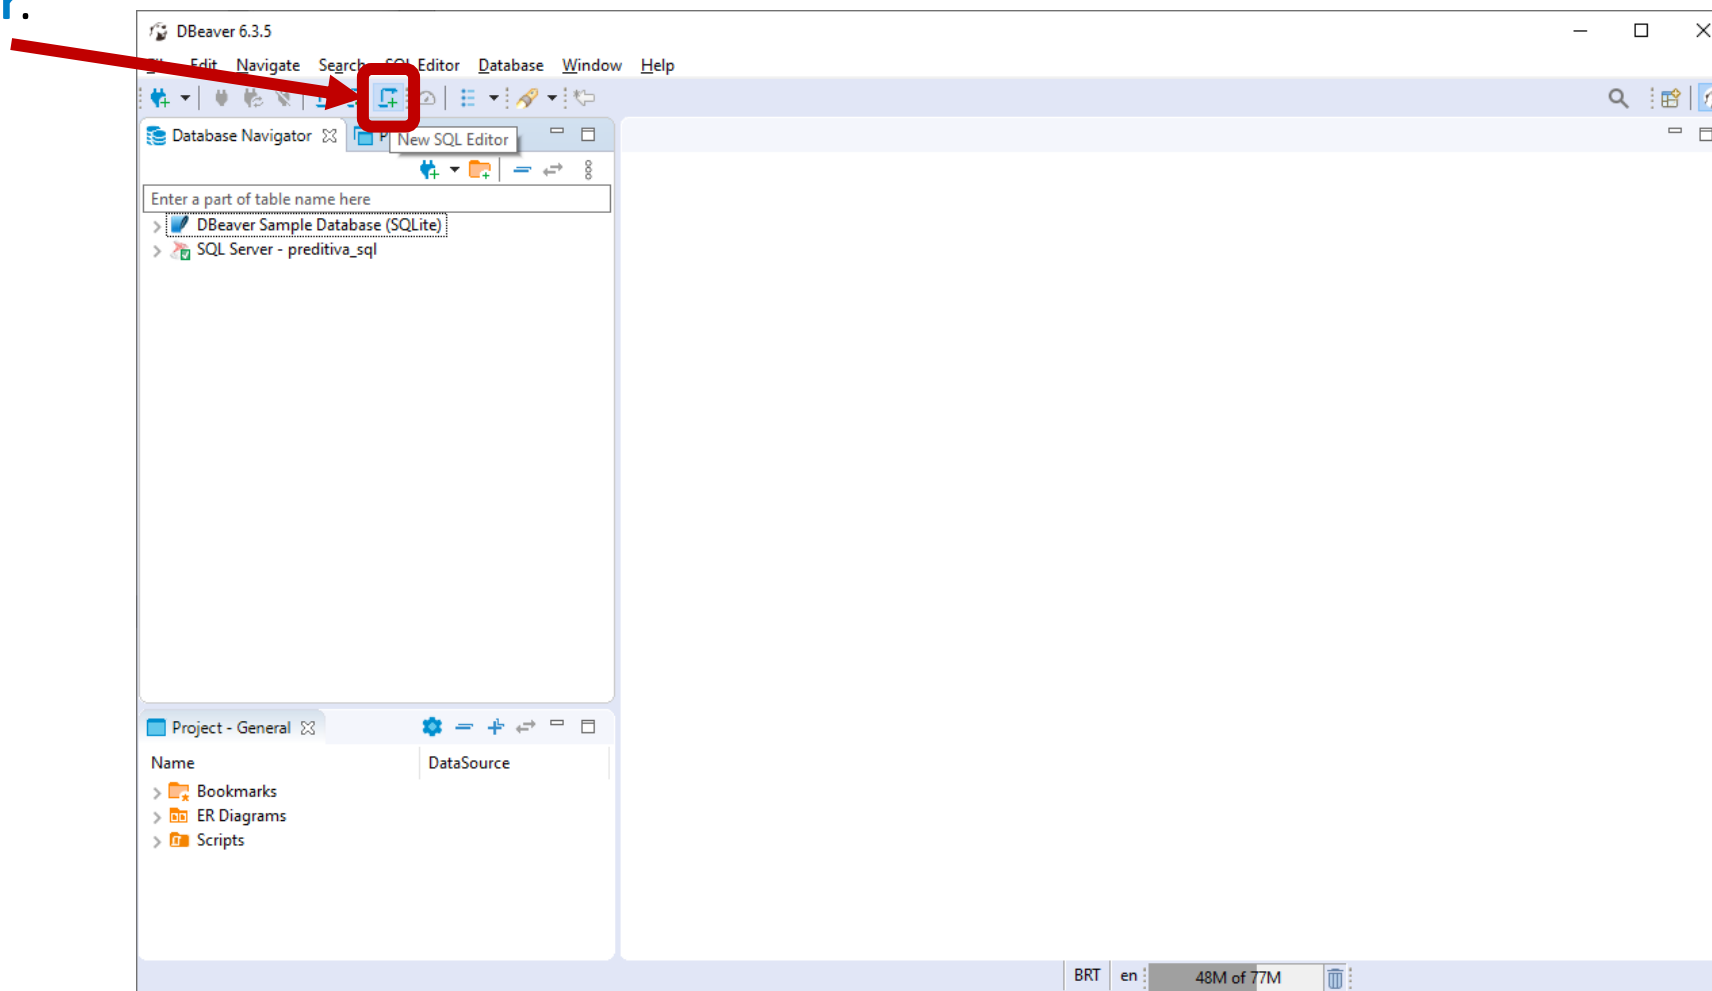 r.
DBeaver 6.3.5
Edit Navigate Search SQL Editor Database Window Help
Database Navigator P
New SQL Editor
Enter a part of table name here
DBeaver Sample Database (SQLite)
SQL Server - preditiva_sql
Project - General
Name DataSource
Bookmarks
ER Diagrams
Scripts
BRT en 48M of 77M